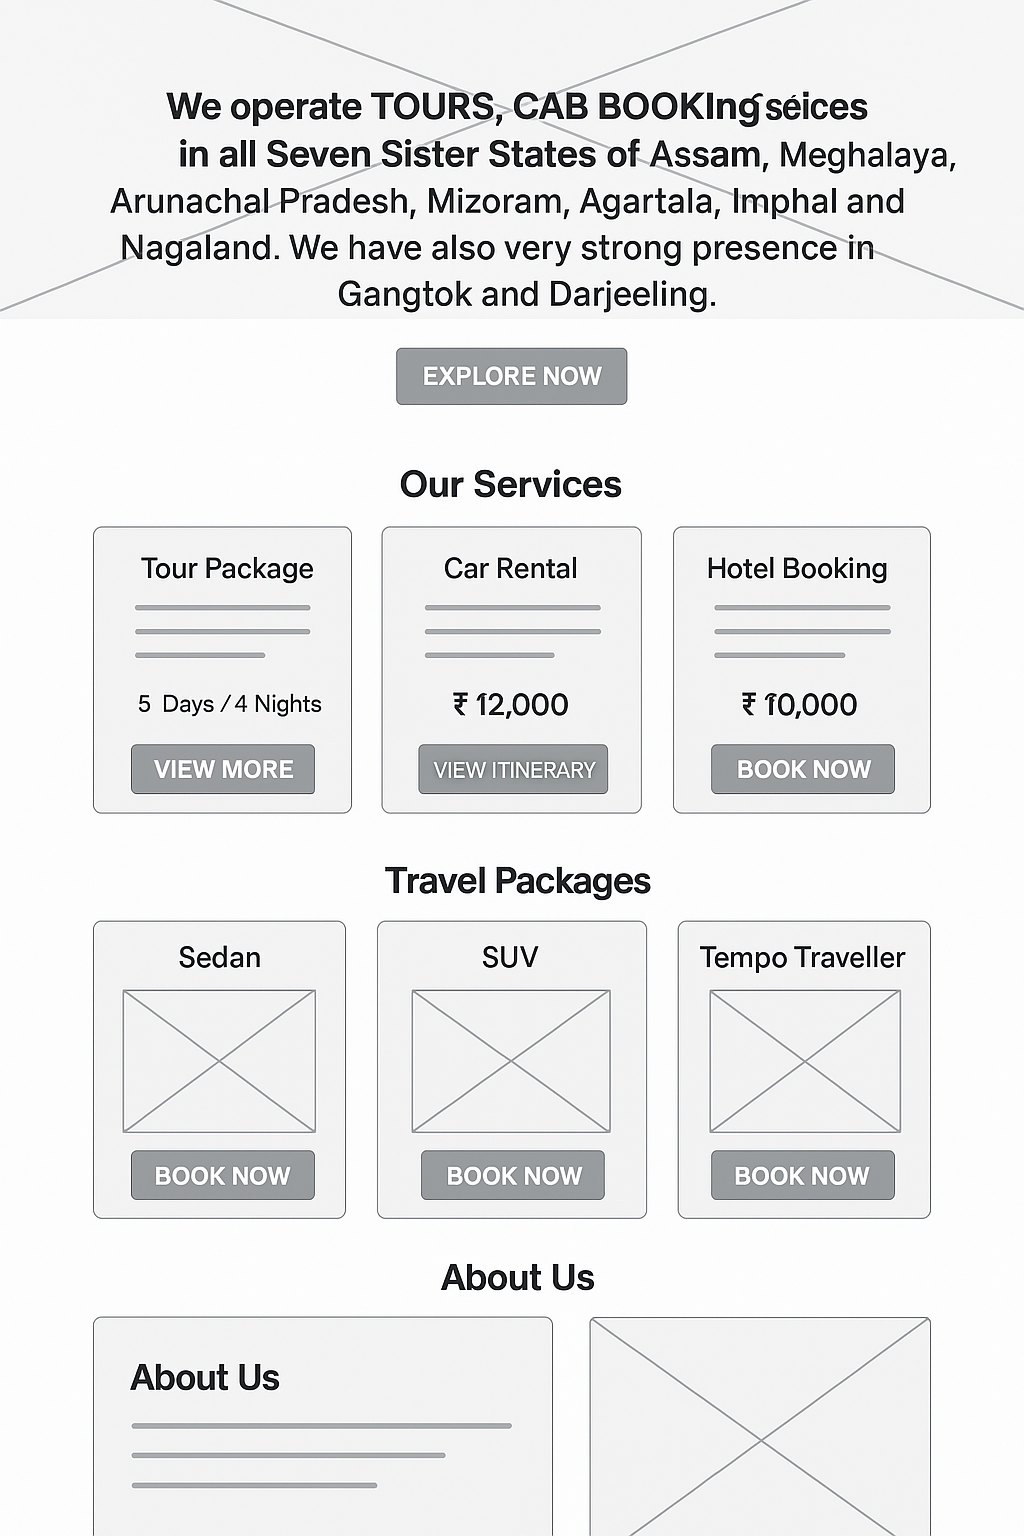 We operate TOURS, CAB BOOKIng séices
in all Seven Sister States of Assam, Meghalaya,
Arunachal Pradesh, Mizoram, Agartala, Imphal and
Nagaland. We have also very strong presence in
Gangtok and Darjeeling.
EXPLORE NOW
Our Services
Tour Package
5 Days / 4 Nights
VIEW MORE
Car Rental
₹ 12,000
VIEW ITINERARY
Hotel Booking
₹ 10,000
BOOK NOW
Travel Packages
Sedan
BOOK NOW
SUV
BOOK NOW
Tempo Traveller
BOOK NOW
About Us
About Us